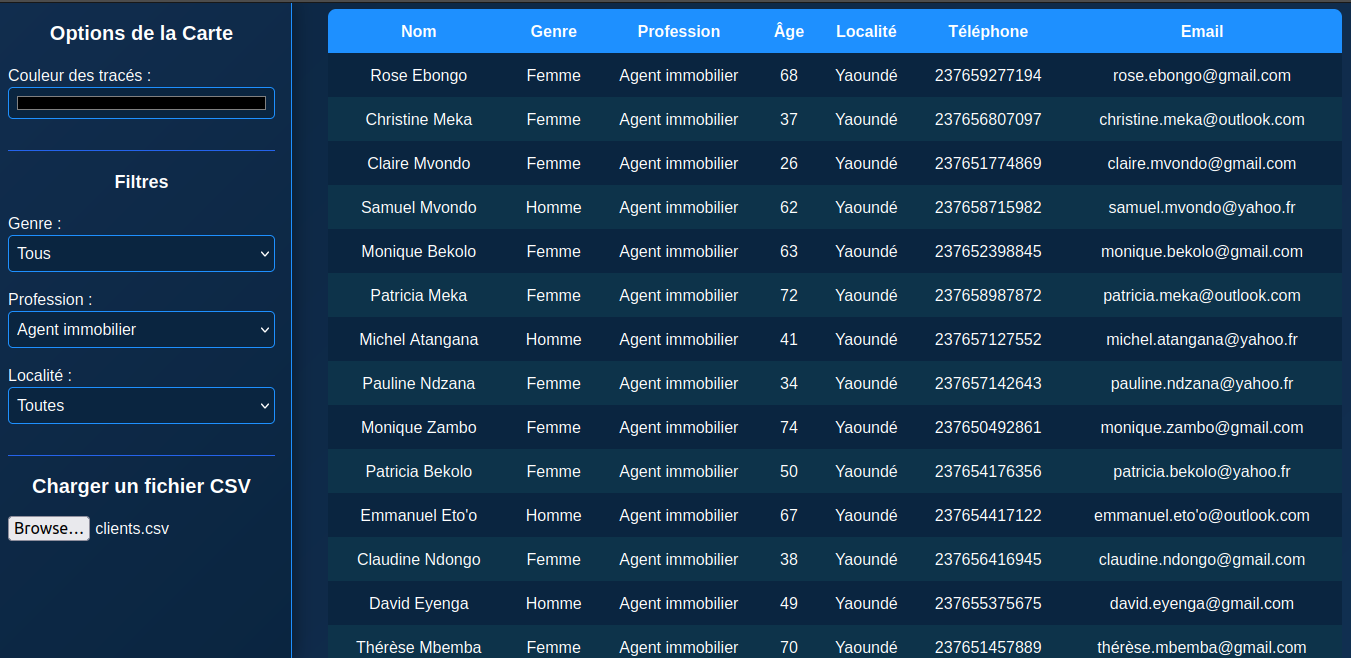 Options de la Carte
Couleur des tracés :
Filtres
Genre :
Tous
Profession :
Agent immobilier
Localité :
Toutes
Charger un fichier CSV
Browse... clients.csv
Nom Genre Profession Âge Localité Téléphone Email
Rose Ebongo Femme Agent immobilier 68 Yaoundé 237659277194 rose.ebongo@gmail.com
Christine Meka Femme Agent immobilier 37 Yaoundé 237656807097 christine.meka@outlook.com
Claire Mvondo Femme Agent immobilier 26 Yaoundé 237651774869 claire.mvondo@gmail.com
Samuel Mvondo Homme Agent immobilier 62 Yaoundé 237658715982 samuel.mvondo@yahoo.fr
Monique Bekolo Femme Agent immobilier 63 Yaoundé 237652398845 monique.bekolo@gmail.com
Patricia Meka Femme Agent immobilier 72 Yaoundé 237658987872 patricia.meka@outlook.com
Michel Atangana Homme Agent immobilier 41 Yaoundé 237657127552 michel.atangana@yahoo.fr
Pauline Ndzana Femme Agent immobilier 34 Yaoundé 237657142643 pauline.ndzana@yahoo.fr
Monique Zambo Femme Agent immobilier 74 Yaoundé 237650492861 monique.zambo@gmail.com
Patricia Bekolo Femme Agent immobilier 50 Yaoundé 237654176356 patricia.bekolo@yahoo.fr
Emmanuel Eto'o Homme Agent immobilier 67 Yaoundé 237654417122 emmanuel.eto'o@outlook.com
Claudine Ndongo Femme Agent immobilier 38 Yaoundé 237656416945 claudine.ndongo@gmail.com
David Eyenga Homme Agent immobilier 49 Yaoundé 237655375675 david.eyenga@gmail.com
Thérèse Mbemba Femme Agent immobilier 70 Yaoundé 237651457889 thérèse.mbemba@gmail.com